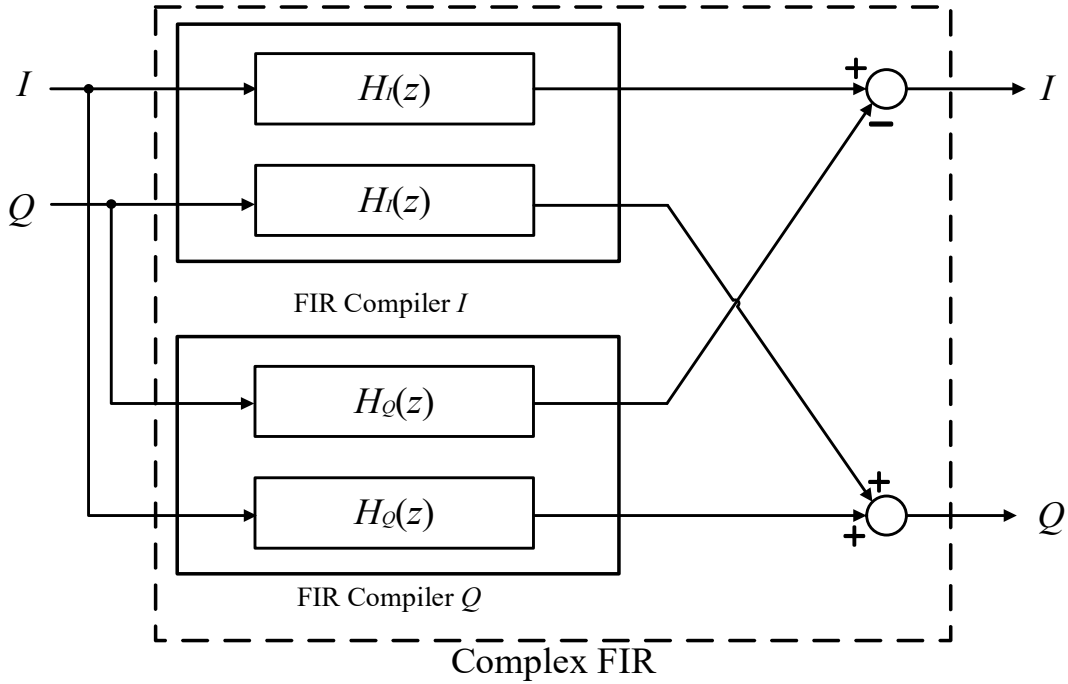 I
H_I(z)
+
I
−
Q
H_I(z)
FIR Compiler I
H_Q(z)
+
H_Q(z)
+
Q
FIR Compiler Q
Complex FIR